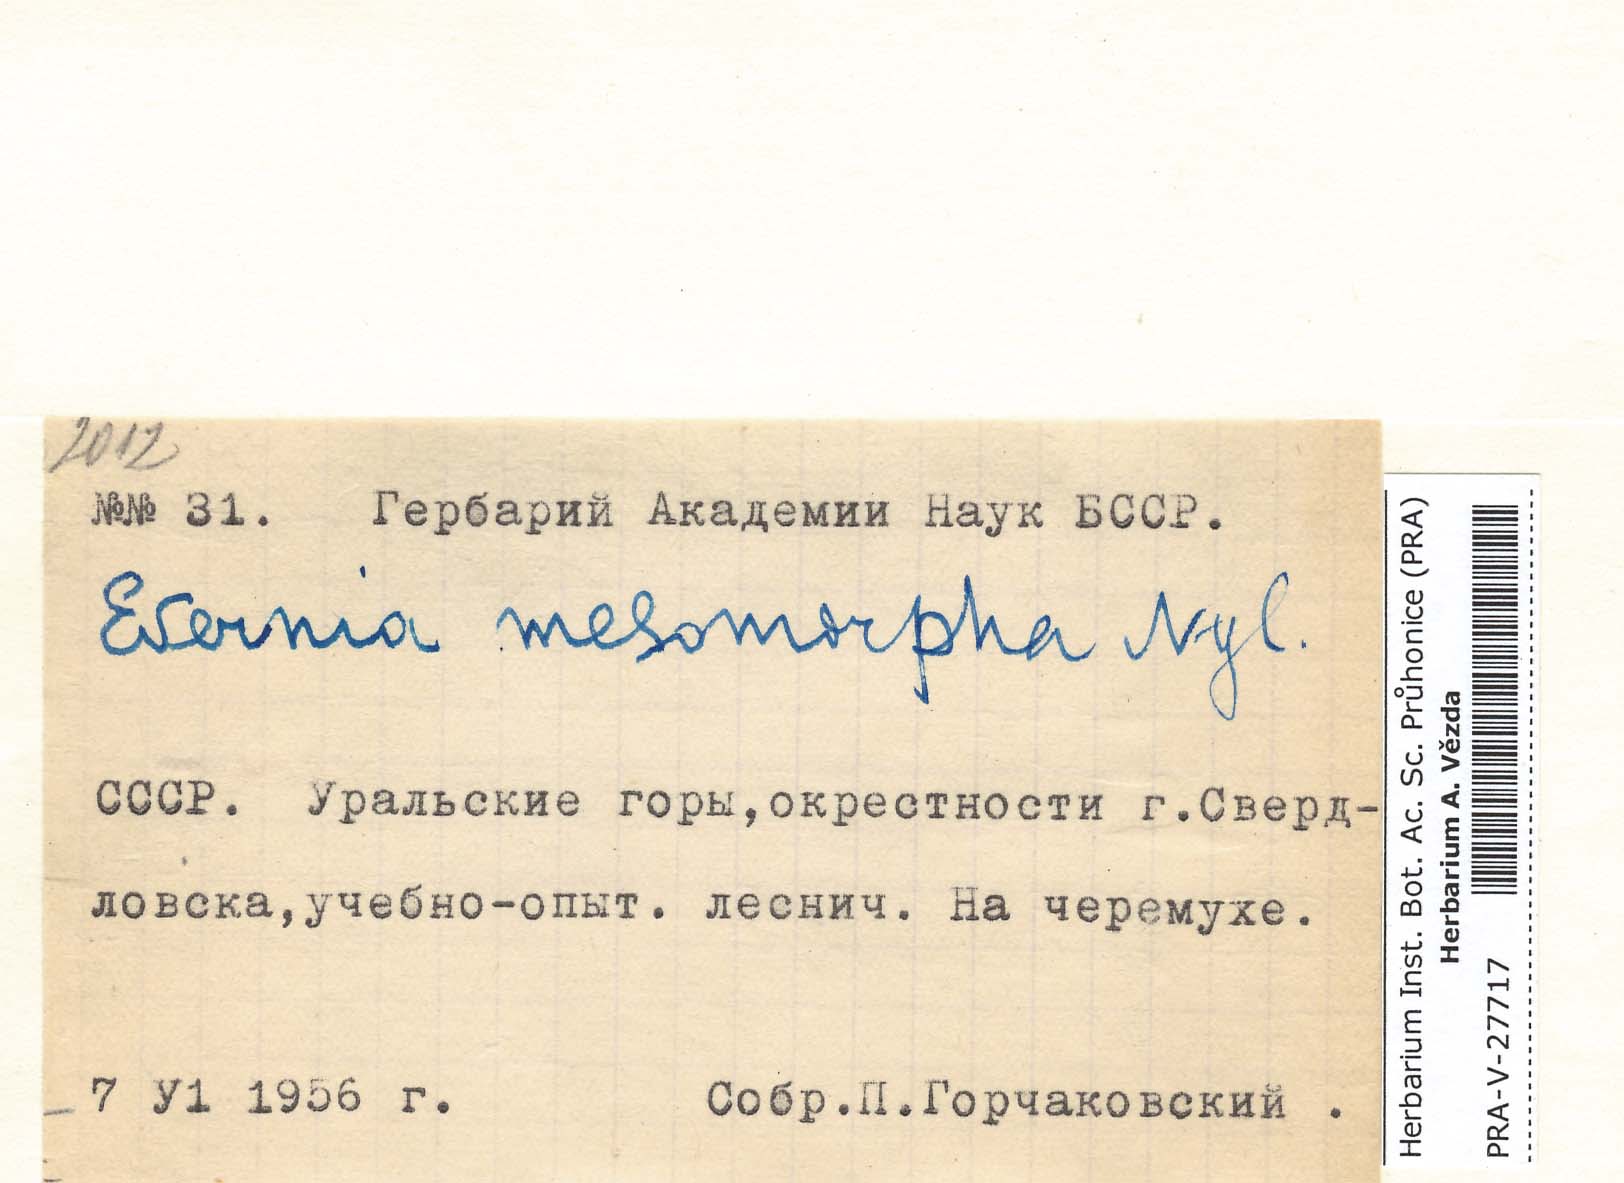 2012
№№ 31. Гербарий Академии Наук БССР.
Evernia mesomorpha Nyl.
СССР. Уральские горы,окрестности г.Сверд-
ловска,учебно-опыт. леснич. На черемухе.
7 У1 1956 г. Собр.П.Горчаковский .
Herbarium Inst. Bot. Ac. Sc. Průhonice (PRA)
Herbarium A. Vězda
PRA-V-27717